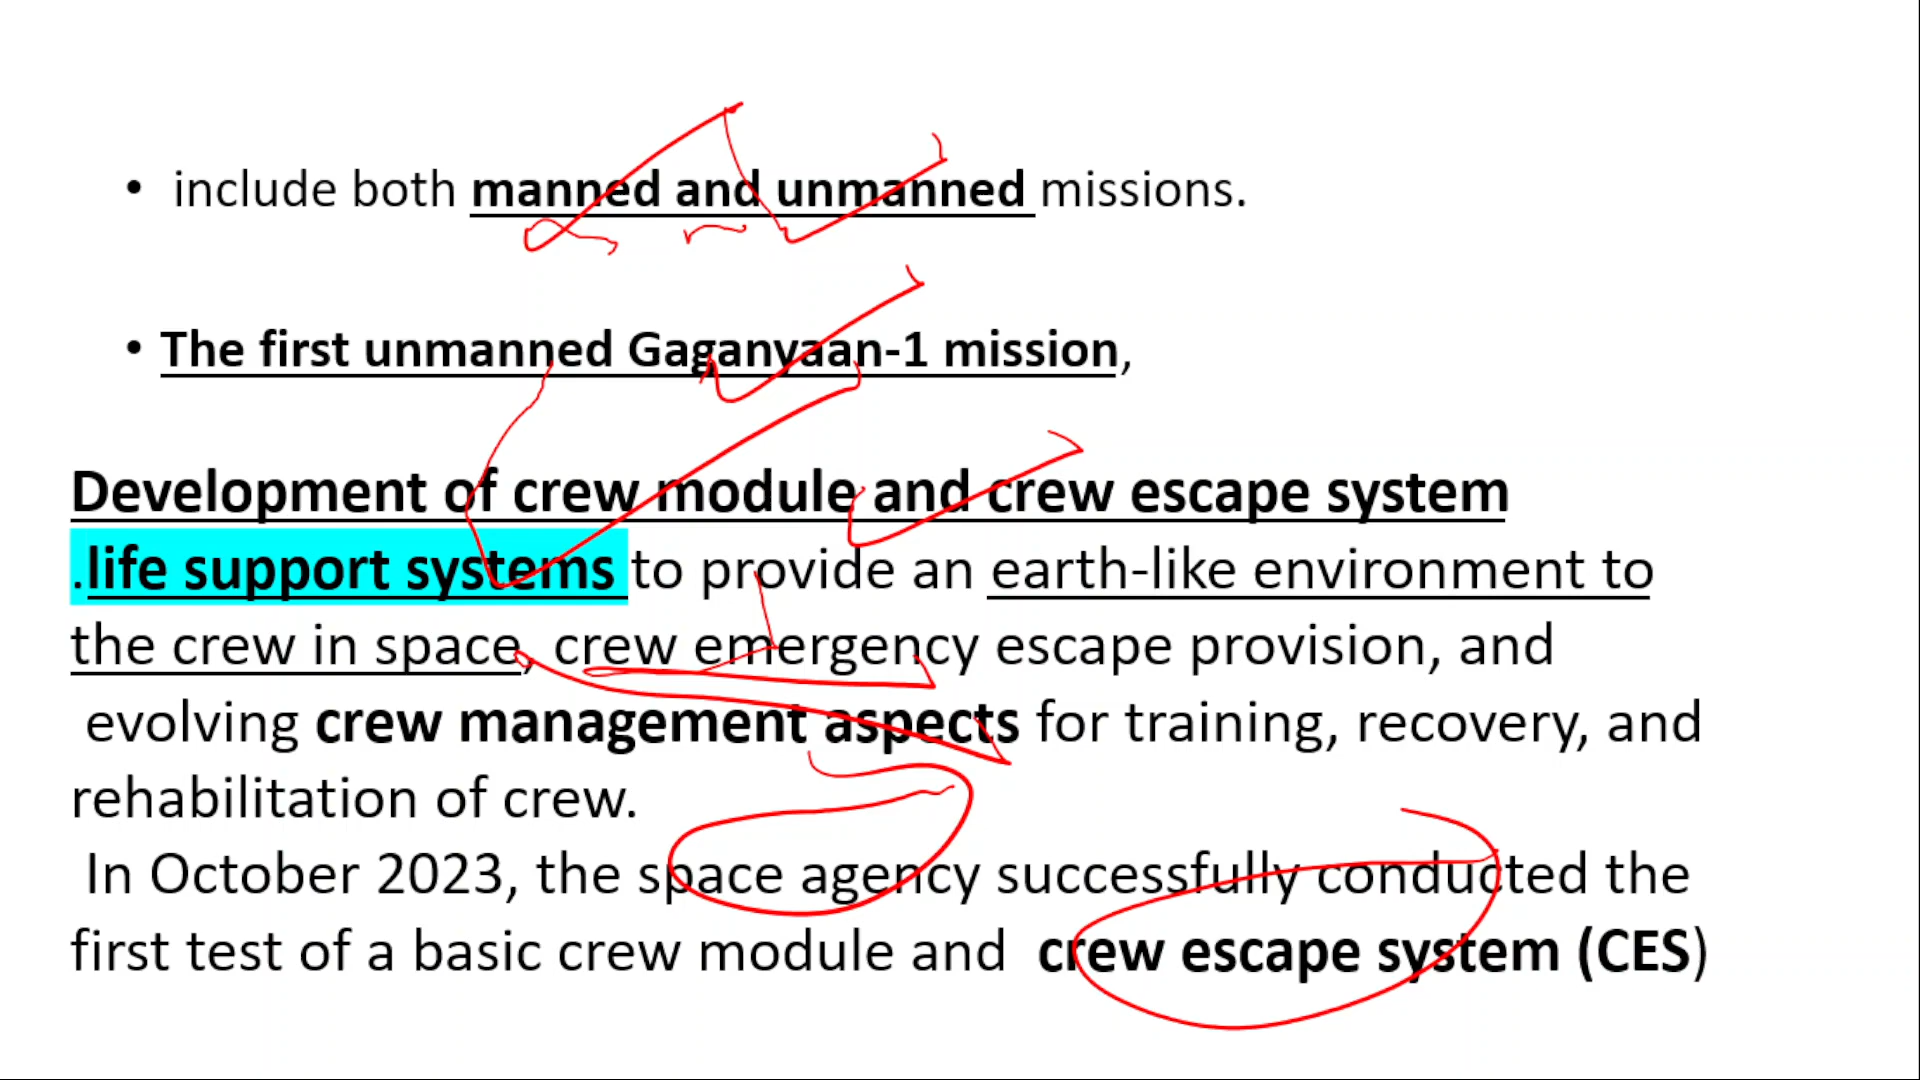 • include both manned and unmanned missions.
• The first unmanned Gaganyaan-1 mission,
Development of crew module and crew escape system
.life support systems to provide an earth-like environment to
the crew in space, crew emergency escape provision, and
evolving crew management aspects for training, recovery, and
rehabilitation of crew.
In October 2023, the space agency successfully conducted the
first test of a basic crew module and crew escape system (CES)